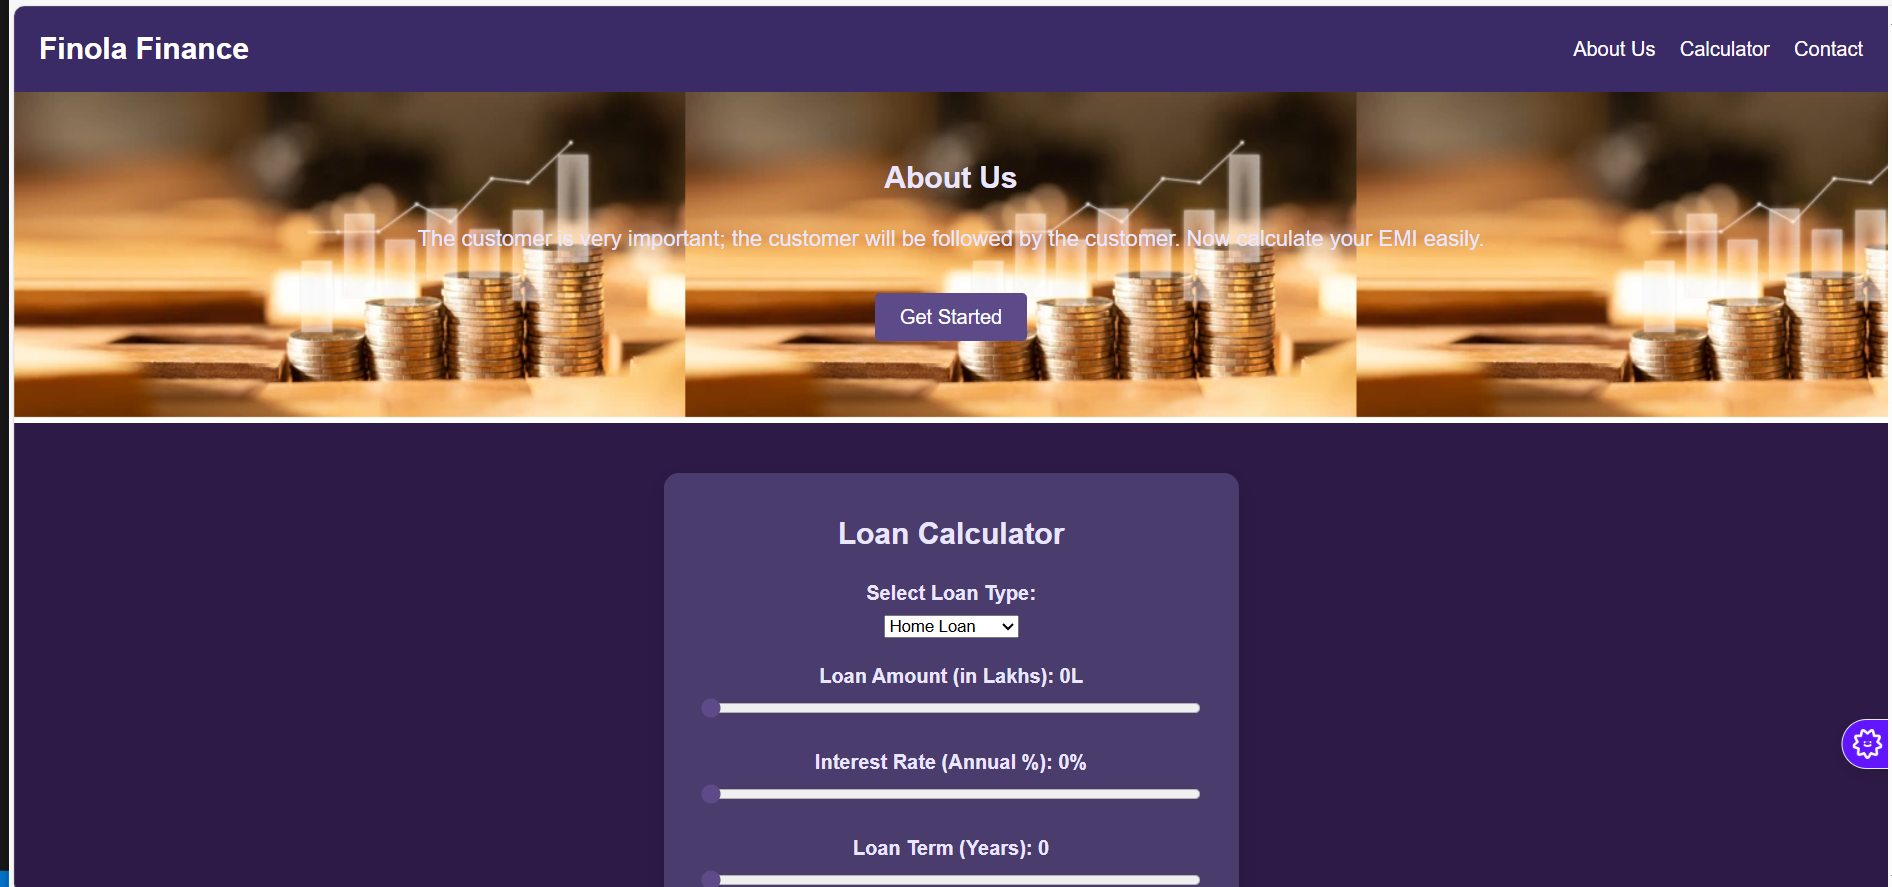 Finola Finance
About Us Calculator Contact
About Us
The customer is very important; the customer will be followed by the customer. Now calculate your EMI easily.
Get Started
Loan Calculator
Select Loan Type:
Home Loan
Loan Amount (in Lakhs): 0L
Interest Rate (Annual %): 0%
Loan Term (Years): 0